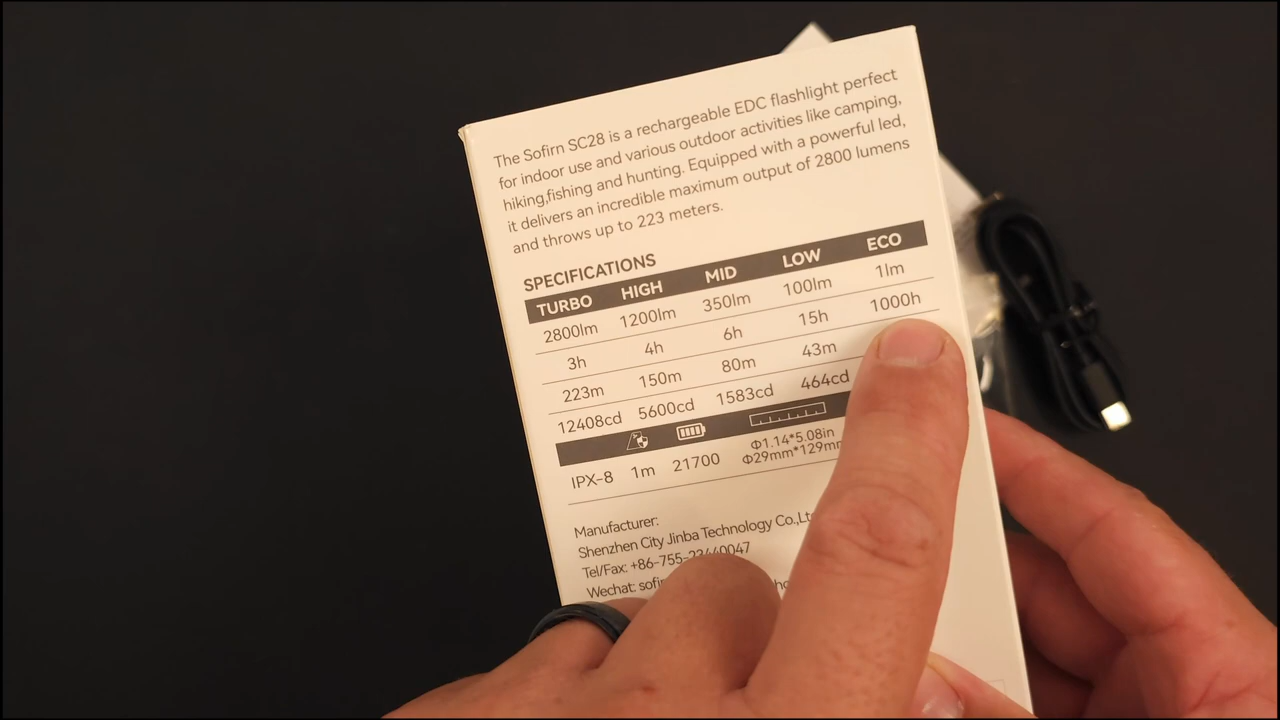 The Sofirn SC28 is a rechargeable EDC flashlight perfect
for indoor use and various outdoor activities like camping,
hiking,fishing and hunting. Equipped with a powerful led,
it delivers an incredible maximum output of 2800 lumens
and throws up to 223 meters.
SPECIFICATIONS
TURBO HIGH MID LOW ECO
2800lm 1200lm 350lm 100lm 1lm
3h 4h 6h 15h 1000h
223m 150m 80m 43m
12408cd 5600cd 1583cd 464cd
IPX-8 1m 21700 Φ1.14*5.08in
Φ29mm*129mm
Manufacturer:
Shenzhen City Jinba Technology Co.,Ltd
Tel/Fax: +86-755-23440047
Wechat: